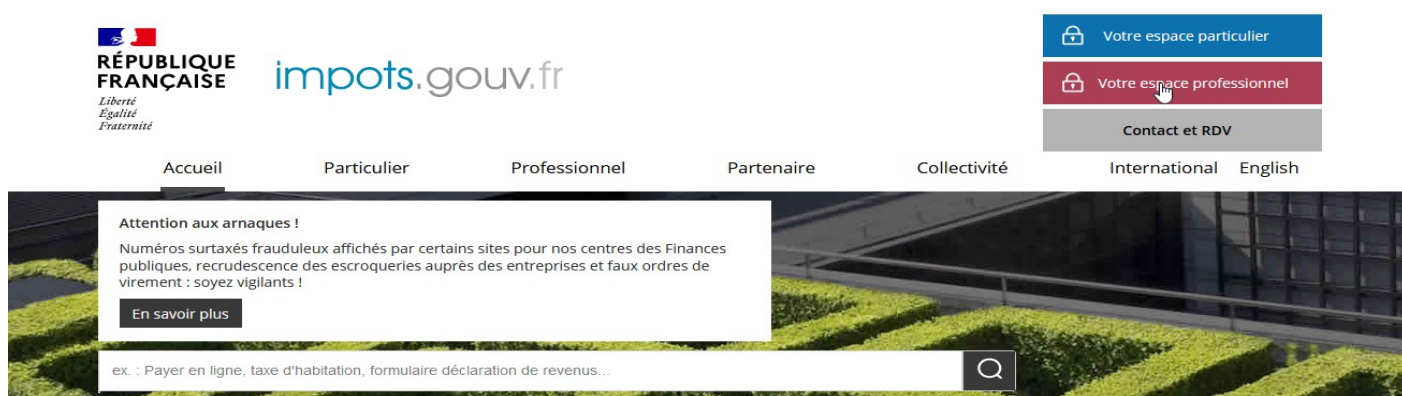 RÉPUBLIQUE
FRANÇAISE
Liberté
Égalité
Fraternité
impots.gouv.fr
Votre espace particulier
Votre espace professionnel
Contact et RDV
Accueil Particulier Professionnel Partenaire Collectivité International English
Attention aux arnaques !
Numéros surtaxés frauduleux affichés par certains sites pour nos centres des Finances
publiques, recrudescence des escroqueries auprès des entreprises et faux ordres de
virement : soyez vigilants !
En savoir plus
ex. : Payer en ligne, taxe d'habitation, formulaire déclaration de revenus...